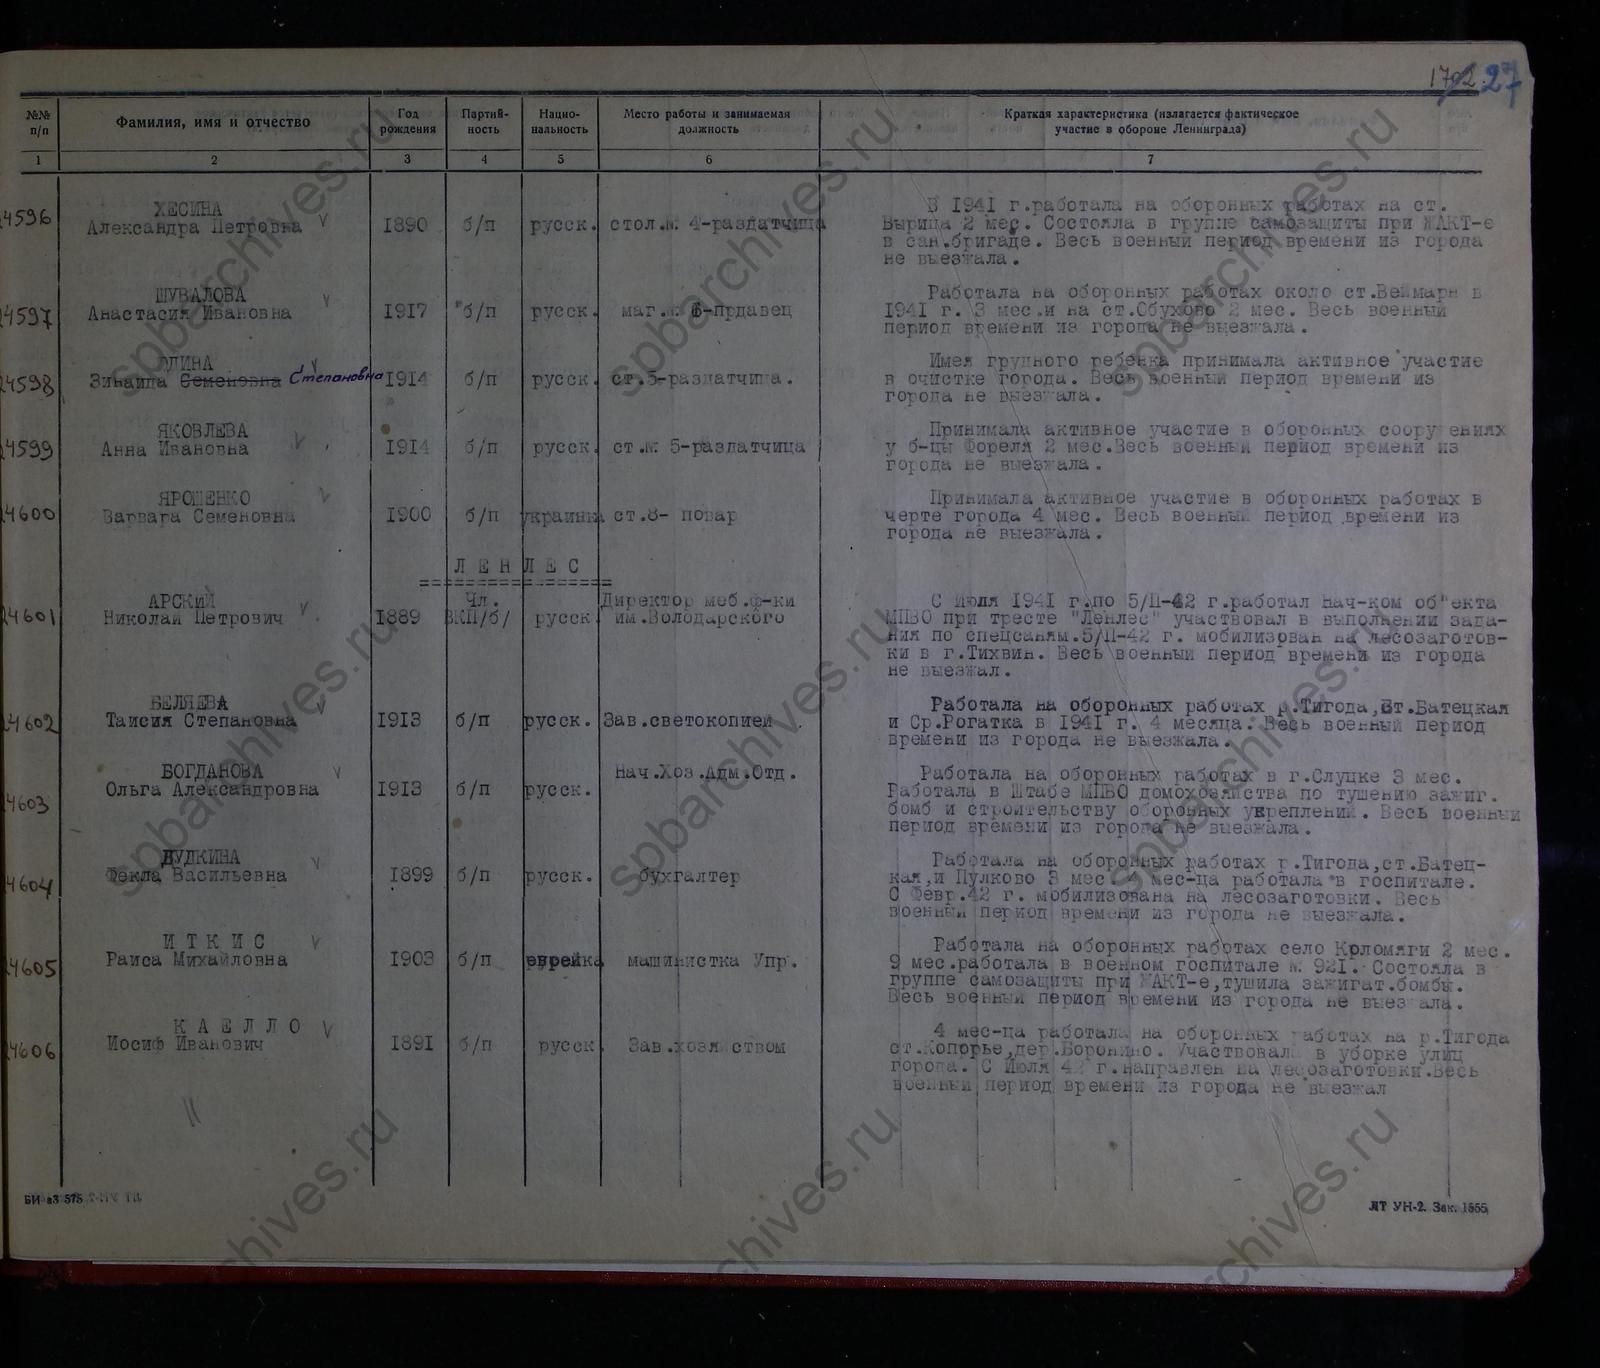 27
№№ п/п
Фамилия, имя и отчество
Год рождения
Партий-ность
Нацио-нальность
Место работы и занимаемая должность
Краткая характеристика (излагается фактическое участие в обороне Ленинграда)
1 2 3 4 5 6 7
24596 ХЕСИНА
Александра Петровна 1890 б/п русск. стол.№ 4-раздатчица
В 1941 г.работала на оборонных работах на ст.
Вырица 2 мес. Состояла в группе самозащиты при ЖАКТ-е
в сан.бригаде. Весь военный период времени из города
не выезжала.
24597 ШУВАЛОВА
Анастасия Ивановна 1917 б/п русск. маг.№ 6-прдавец
Работала на оборонных работах около ст.Веймарн в
1941 г. 3 мес.и на ст.Обухово 2 мес. Весь военный
период времени из города не выезжала.
24598
Зинаида Семеновна Степановна 1914 б/п русск. ст.5-раздатчица.
Имея грудного ребенка принимала активное участие
в очистке города. Весь военный период времени из
города не выезжала.
24599 ЯКОВЛЕВА
Анна Ивановна 1914 б/п русск. ст.№ 5-раздатчица
Принимала активное участие в оборонных сооружениях
у б-цы Фореля 2 мес.Весь военный период времени из
города не выезжала.
24600 ЯРОШЕНКО
Варвара Семеновна 1900 б/п украинка ст.8- повар
Принимала активное участие в оборонных работах в
черте города 4 мес. Весь военный период времени из
города не выезжала.
Л Е Н Л Е С
============
24601 АРСКИЙ
Николай Петрович 1889 Чл. ВКП/б/ русск Директор меб.ф-ки им.Володарского
С Июля 1941 г.по 5/II-42 г.работал нач-ком об"екта
МПВО при тресте "Ленлес" участвовал в выполнении зада-
ния по спецсаням.5/II-42 г. мобилизован на лесозаготов-
ки в г.Тихвин. Весь военный период времени из города
не выезжал.
24602 БЕЛЯЕВА
Таисия Степановна 1913 б/п русск. Зав.светокопией
Работала на оборонных работах р.Тигода,ст.Батецкая
и Ср.Рогатка в 1941 г. 4 месяца. Весь военный период
времени из города не выезжала.
24603 БОГДАНОВА
Ольга Александровна 1913 б/п русск. Нач.Хоз.Адм.Отд.
Работала на оборонных работах в г.Слуцке 3 мес.
Работала в Штабе МПВО домохозяйства по тушению зажиг.
бомб и строительству оборонных укреплений. Весь военный
период времени из города не выезжала.
24604 ДУДКИНА
Фекла Васильевна 1899 б/п русск. бухгалтер
Работала на оборонных работах р.Тигода,ст.Батец-
кая,и Пулково 3 мес. мес-ца работала в госпитале.
С Февр.42 г. мобилизована на лесозаготовки. Весь
военный период времени из города не выезжала.
24605 И Т К И С
Раиса Михайловна 1903 б/п еврейка машинистка Упр.
Работала на оборонных работах село Коломяги 2 мес.
9 мес.работала в военном госпитале № 921. Состояла в
группе самозащиты при ЖАКТ-е,тушила зажигат.бомбы.
Весь военный период времени из города не выезжала.
24606 К А Е Л Л О
Иосиф Иванович 1891 б/п русск. Зав.хозяйством
4 мес-ца работала на оборонных работах на р.Тигода
ст.Копорье,дер.Воронино. Участвовал в уборке улиц
города. С Июля 42 г.направлен на лесозаготовки.Весь
военный период времени из города не выезжал
ЛТ УН-2. Зак. 1555
spbarchives.ru